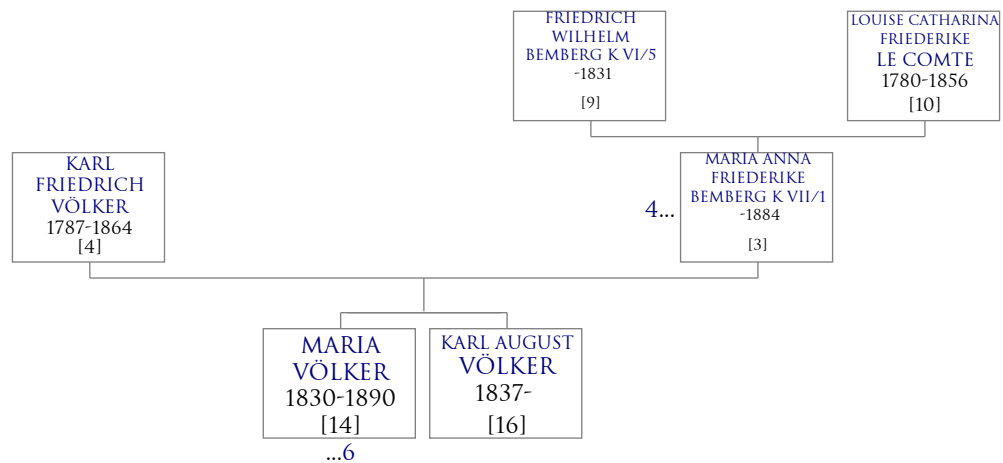 FRIEDRICH
WILHELM
BEMBERG K VI/5
-1831
[9]
LOUISE CATHARINA
FRIEDERIKE
LE COMTE
1780-1856
[10]
KARL
FRIEDRICH
VÖLKER
1787-1864
[4]
4...
MARIA ANNA
FRIEDERIKE
BEMBERG K VII/1
-1884
[3]
MARIA
VÖLKER
1830-1890
[14]
...6
KARL AUGUST
VÖLKER
1837-
[16]